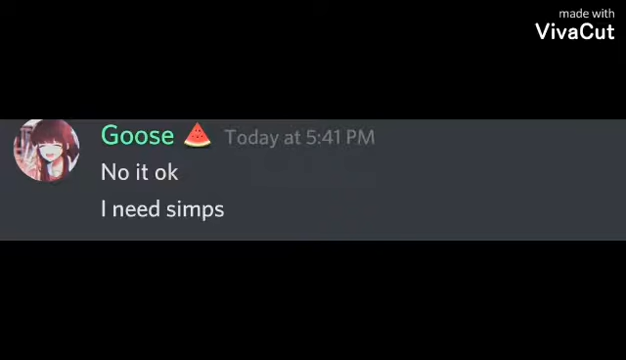 made with
VivaCut
Goose 🍉 Today at 5:41 PM
No it ok
I need simps